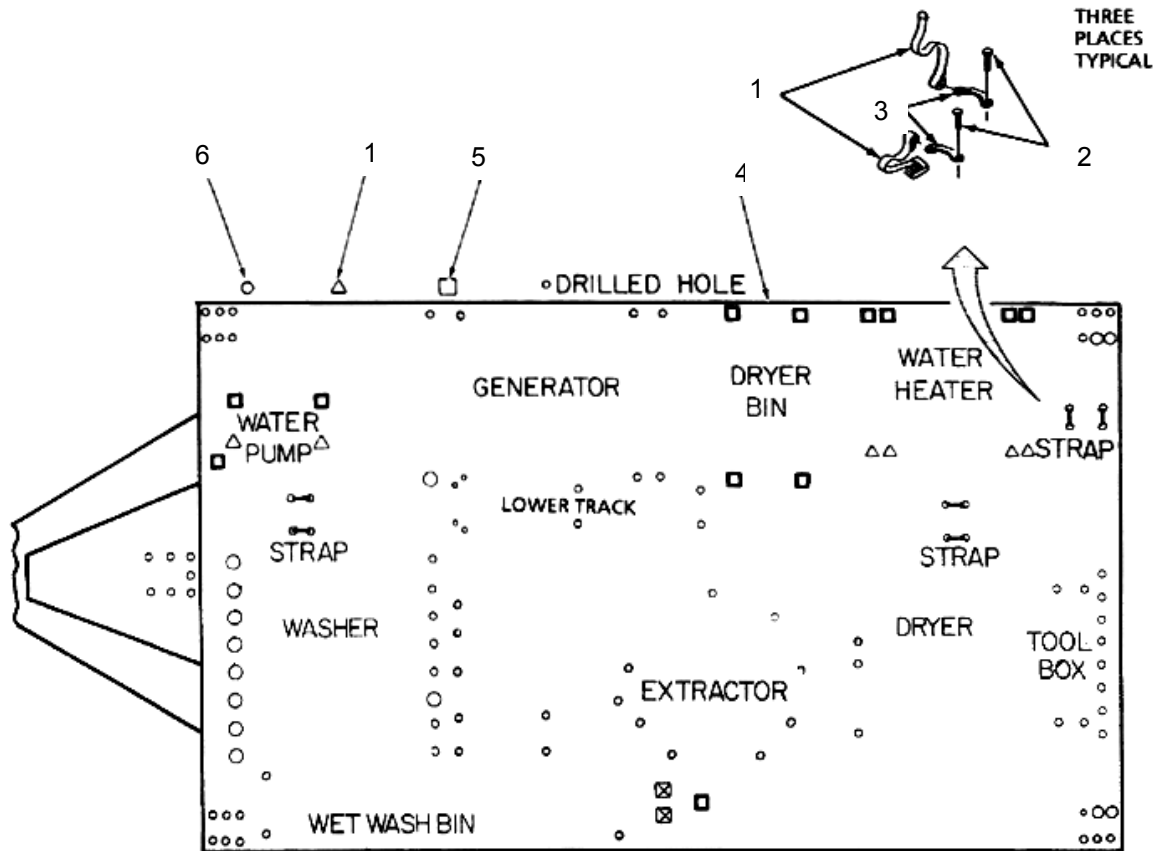 THREE
PLACES
TYPICAL
1
3
2
6
1
5
4
DRILLED HOLE
GENERATOR
DRYER
BIN
WATER
HEATER
WATER
PUMP
STRAP
LOWER TRACK
STRAP
STRAP
WASHER
DRYER
TOOL
BOX
EXTRACTOR
WET WASH BIN